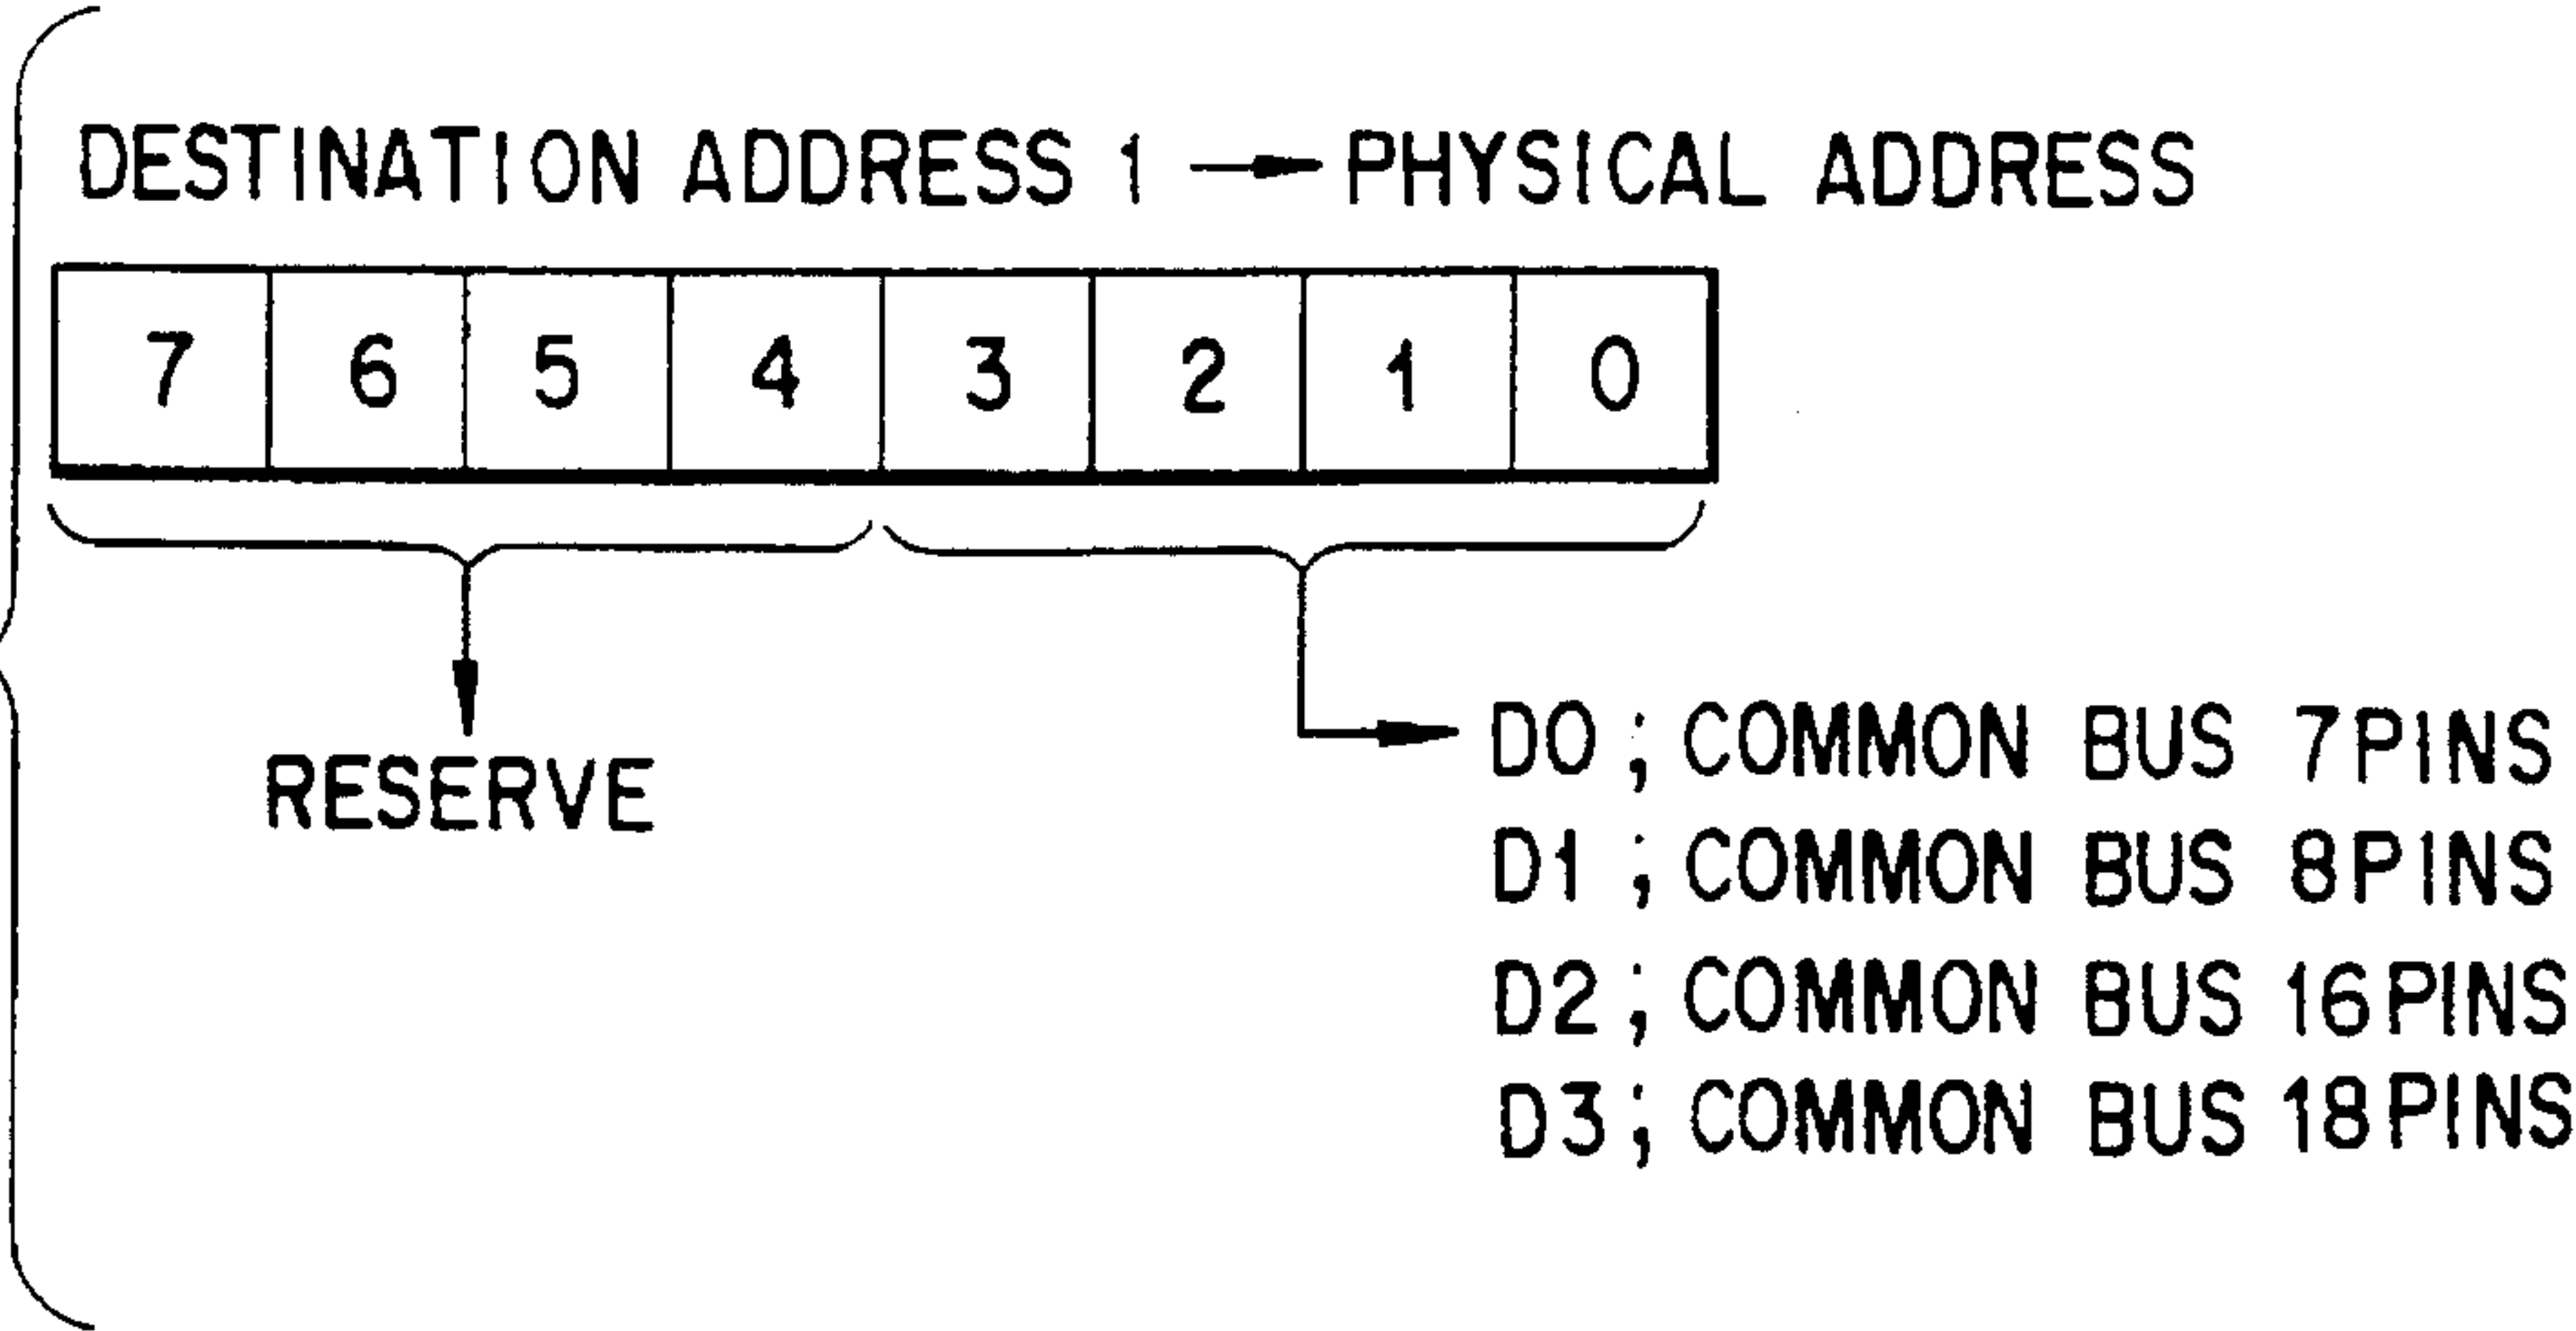 DESTINATION ADDRESS 1 → PHYSICAL ADDRESS
7 6 5 4 3 2 1 0
RESERVE
D0 ; COMMON BUS 7PINS
D1 ; COMMON BUS 8PINS
D2 ; COMMON BUS 16PINS
D3 ; COMMON BUS 18PINS